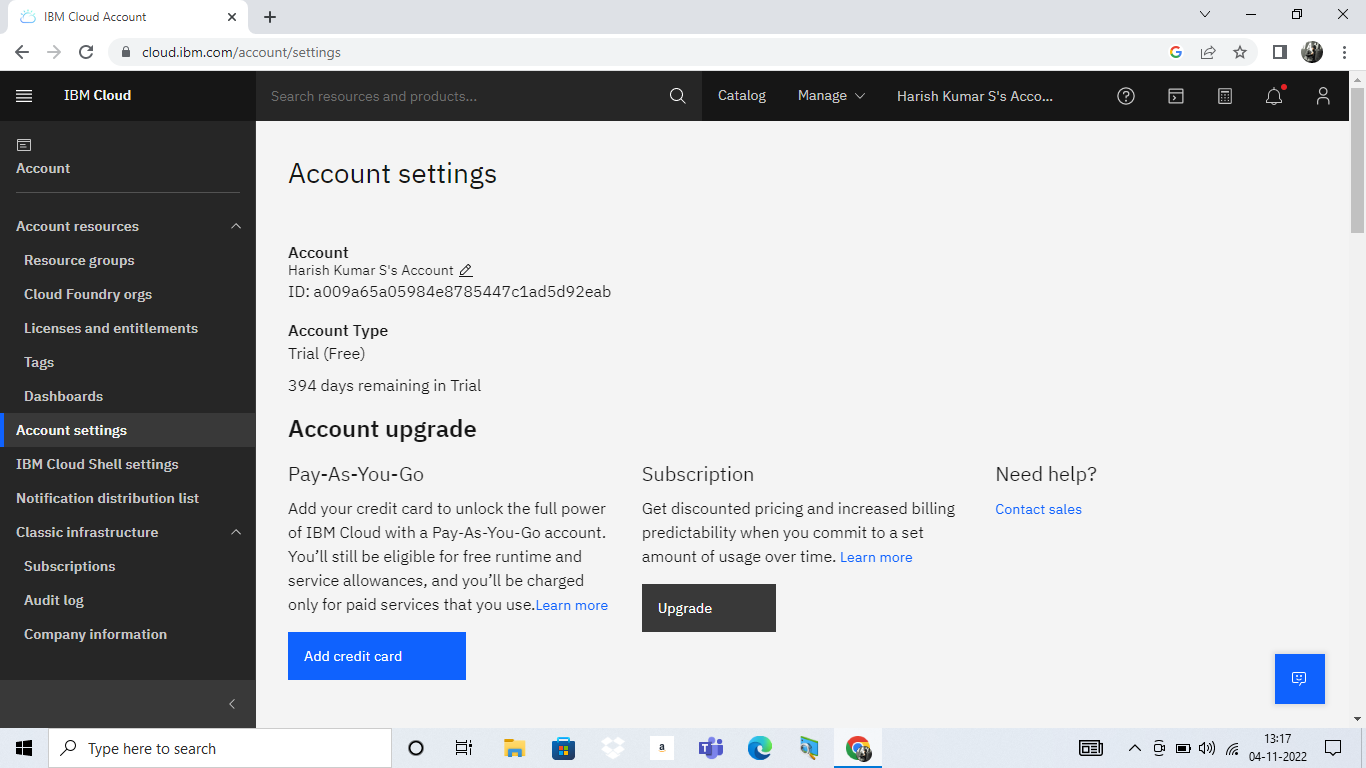 IBM Cloud Account
cloud.ibm.com/account/settings
IBM Cloud
Search resources and products...
Catalog
Manage
Harish Kumar S's Acco...
Account
Account resources
Resource groups
Cloud Foundry orgs
Licenses and entitlements
Tags
Dashboards
Account settings
IBM Cloud Shell settings
Notification distribution list
Classic infrastructure
Subscriptions
Audit log
Company information
Account settings
Account
Harish Kumar S's Account
ID: a009a65a05984e8785447c1ad5d92eab
Account Type
Trial (Free)
394 days remaining in Trial
Account upgrade
Pay-As-You-Go
Add your credit card to unlock the full power
of IBM Cloud with a Pay-As-You-Go account.
You’ll still be eligible for free runtime and
service allowances, and you’ll be charged
only for paid services that you use.Learn more
Add credit card
Subscription
Get discounted pricing and increased billing
predictability when you commit to a set
amount of usage over time. Learn more
Upgrade
Need help?
Contact sales
Type here to search
a
13:17
04-11-2022